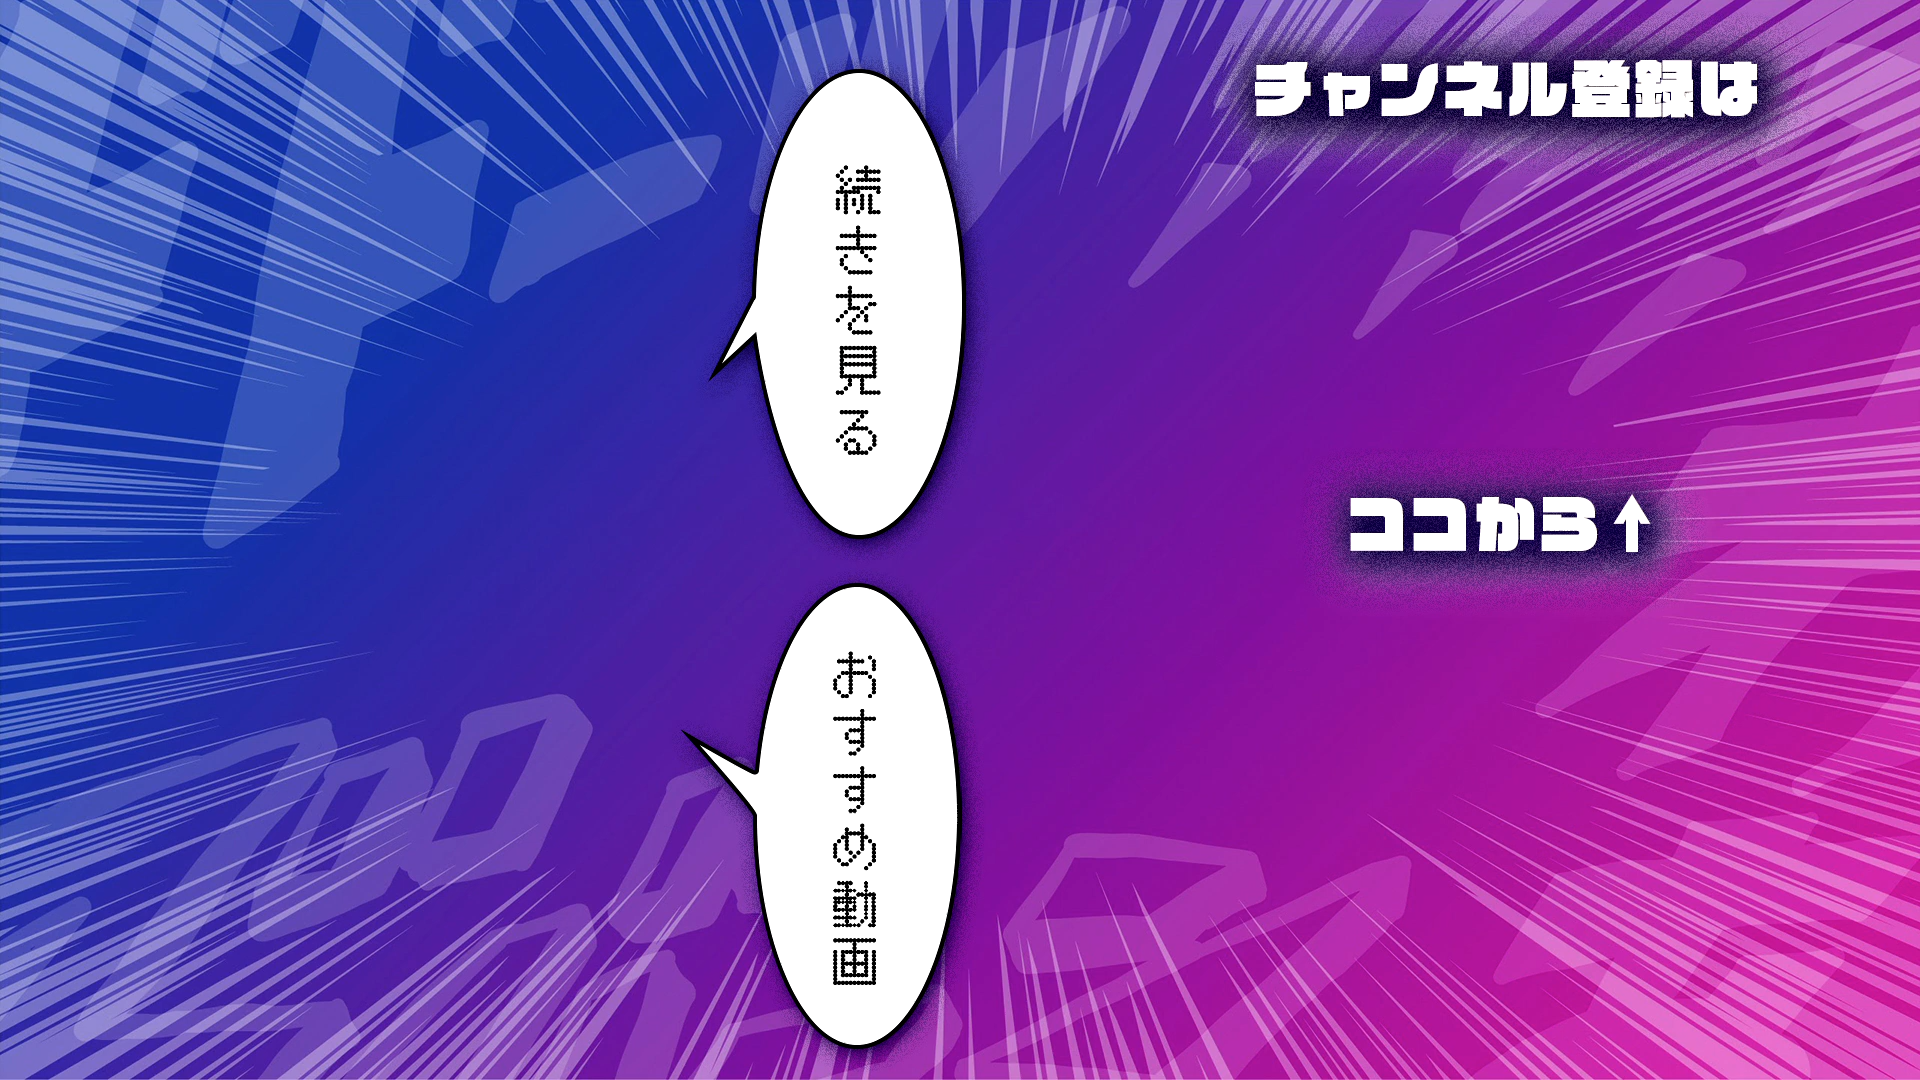 チャンネル登録は
続きを見る
ココから↑
おすすめ動画